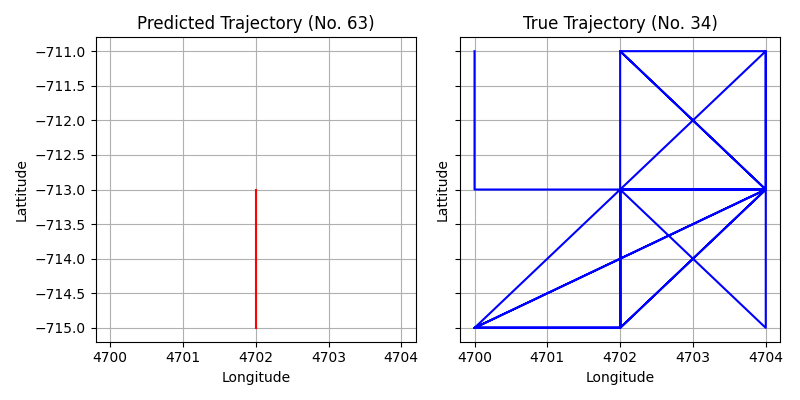 Predicted Trajectory (No. 63)
−711.0
−711.5
−712.0
−712.5
−713.0
−713.5
−714.0
−714.5
−715.0
Lattitude
4700 4701 4702 4703 4704
Longitude
True Trajectory (No. 34)
Lattitude
4700 4701 4702 4703 4704
Longitude